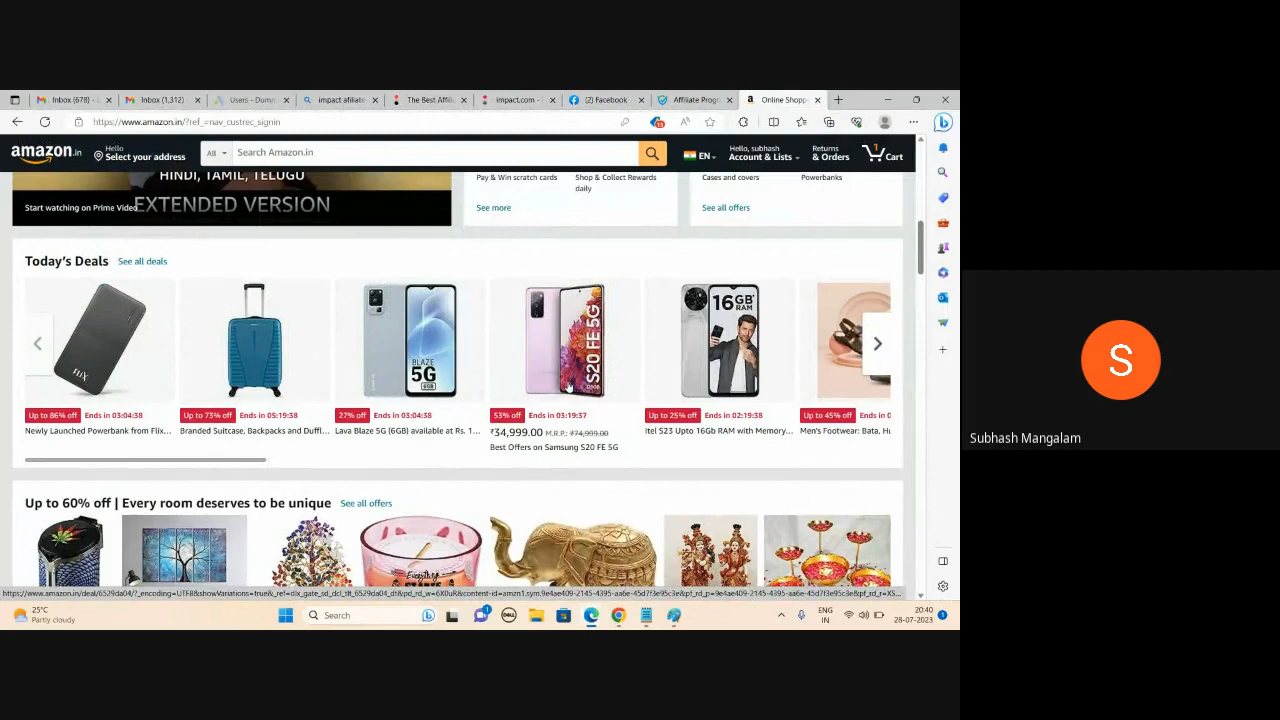 Inbox (678) -
Inbox (1,312)
Users - Dum
impact afiliate
The Best Affili
impact.com -
(2) Facebook
Affiliate Progr
Online Shopp
https://www.amazon.in/?ref_=nav_custrec_signin
amazon.in
Hello
Select your address
All
Search Amazon.in
EN
Hello, subhash
Account & Lists
Returns
& Orders
1
Cart
HINDI, TAMIL, TELUGU
Start watching on Prime Video
EXTENDED VERSION
Pay & Win scratch cards
Shop & Collect Rewards
daily
See more
Cases and covers
Powerbanks
See all offers
Today's Deals
See all deals
FLiX
BLAZE
5G
6GB
S20 FE 5G
16GB
RAM
Up to 86% off
Ends in 03:04:38
Newly Launched Powerbank from Flix...
Up to 73% off
Ends in 05:19:38
Branded Suitcase, Backpacks and Duffl...
27% off
Ends in 03:04:38
Lava Blaze 5G (6GB) available at Rs. 1...
53% off
Ends in 03:19:37
₹34,999.00 M.R.P.: ₹74,999.00
Best Offers on Samsung S20 FE 5G
Up to 25% off
Ends in 02:19:38
Itel S23 Upto 16Gb RAM with Memory...
Up to 45% off
Ends in 0
Men's Footwear: Bata, Hu
Up to 60% off | Every room deserves to be unique
See all offers
25°C
Partly cloudy
Search
DELL
1
ENG
IN
20:40
28-07-2023
S
Subhash Mangalam